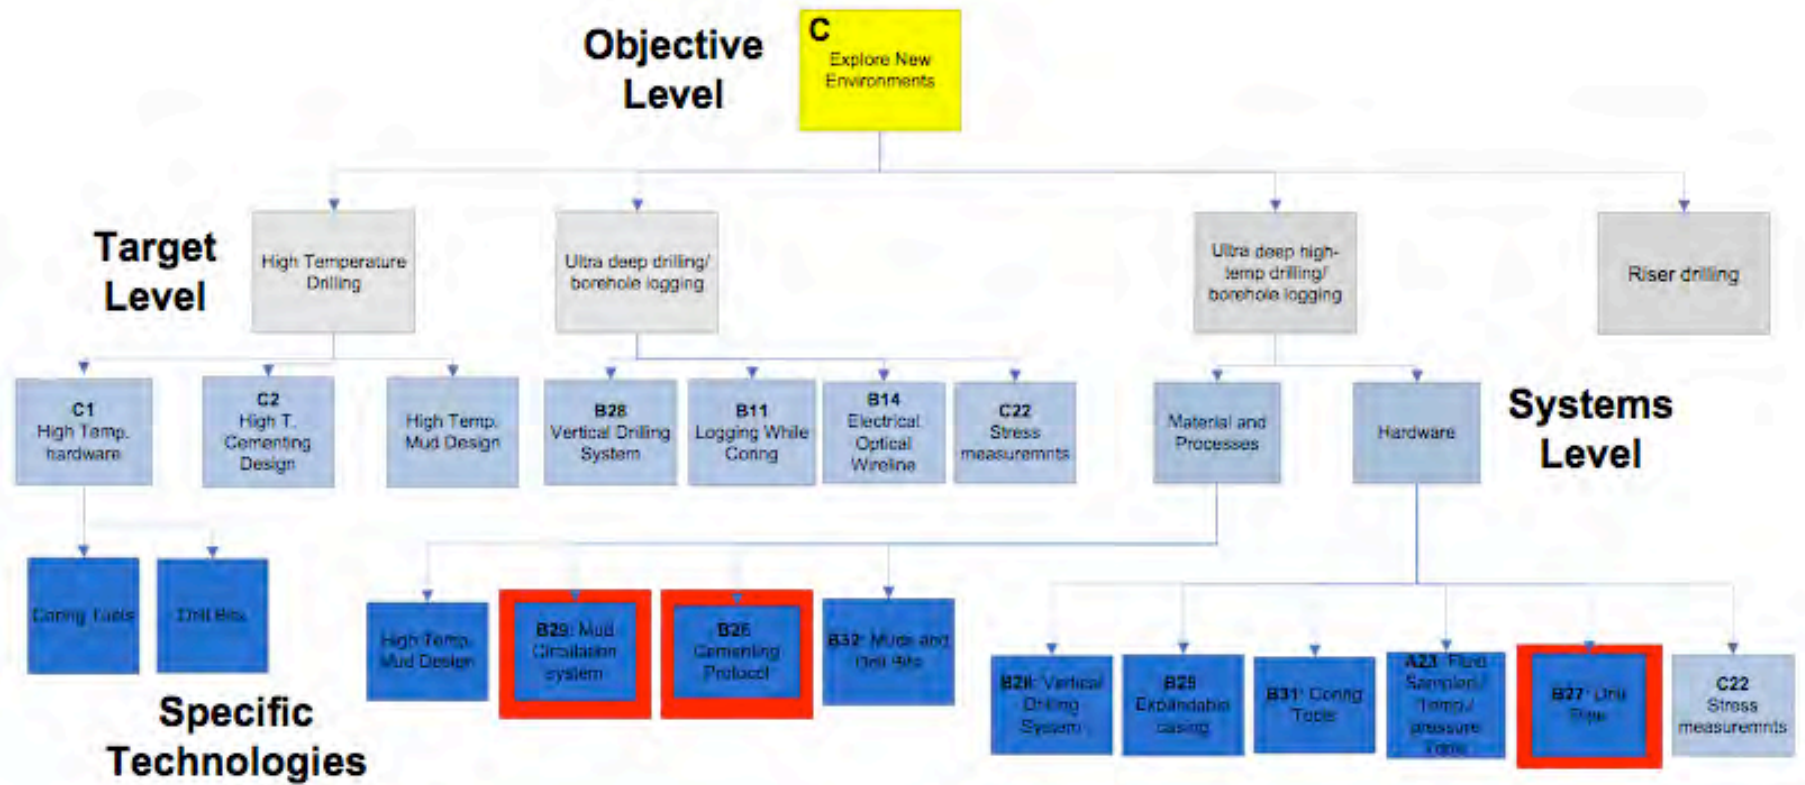 Objective
Level
C
Explore New
Environments
Target
Level
High Temperature
Drilling
Ultra deep drilling/
borehole logging
Ultra deep high-
temp drilling/
borehole logging
Riser drilling
C1
High Temp.
hardware
C2
High T.
Cementing
Design
High Temp.
Mud Design
B28
Vertical Drilling
System
B11
Logging While
Coring
B14
Electrical
Optical
Wireline
C22
Stress
measuremnts
Material and
Processes
Hardware
Systems
Level
Coring Tools
Drill Bits
High Temp.
Mud Design
B29: Mud
Circulation
system
Cementing
Protocol
B32: Muds and
Drill Bits
B28: Vertical
Drilling
System
Expandable
casing
B31: Coring
Tools
A23: Fluid
Sampler/
Temp./
pressure
Tools
B27: Drill
Pipe
C22
Stress
measuremnts
Specific
Technologies